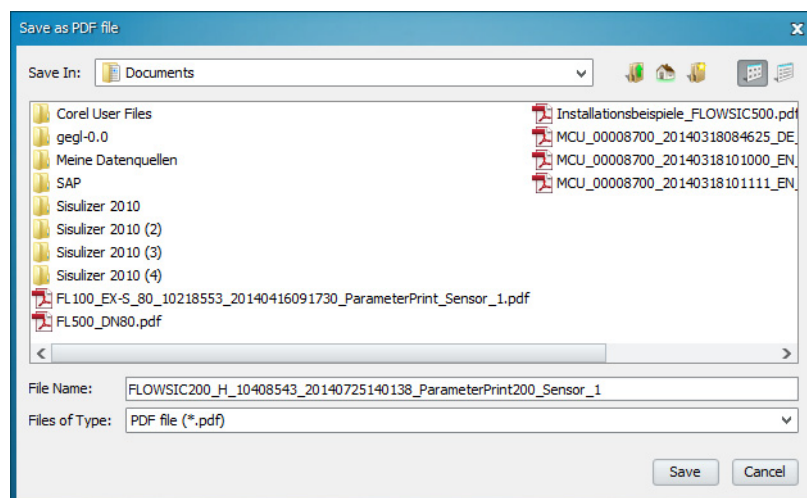 Save as PDF file
Save In: Documents
Corel User Files
gegl-0.0
Meine Datenquellen
SAP
Sisulizer 2010
Sisulizer 2010 (2)
Sisulizer 2010 (3)
Sisulizer 2010 (4)
FL100_EX-S_80_10218553_20140416091730_ParameterPrint_Sensor_1.pdf
FL500_DN80.pdf
Installationsbeispiele_FLOWSIC500.pdf
MCU_00008700_20140318084625_DE_
MCU_00008700_20140318101000_EN_
MCU_00008700_20140318101111_EN_
File Name: FLOWSIC200_H_10408543_20140725140138_ParameterPrint200_Sensor_1
Files of Type: PDF file (*.pdf)
Save Cancel